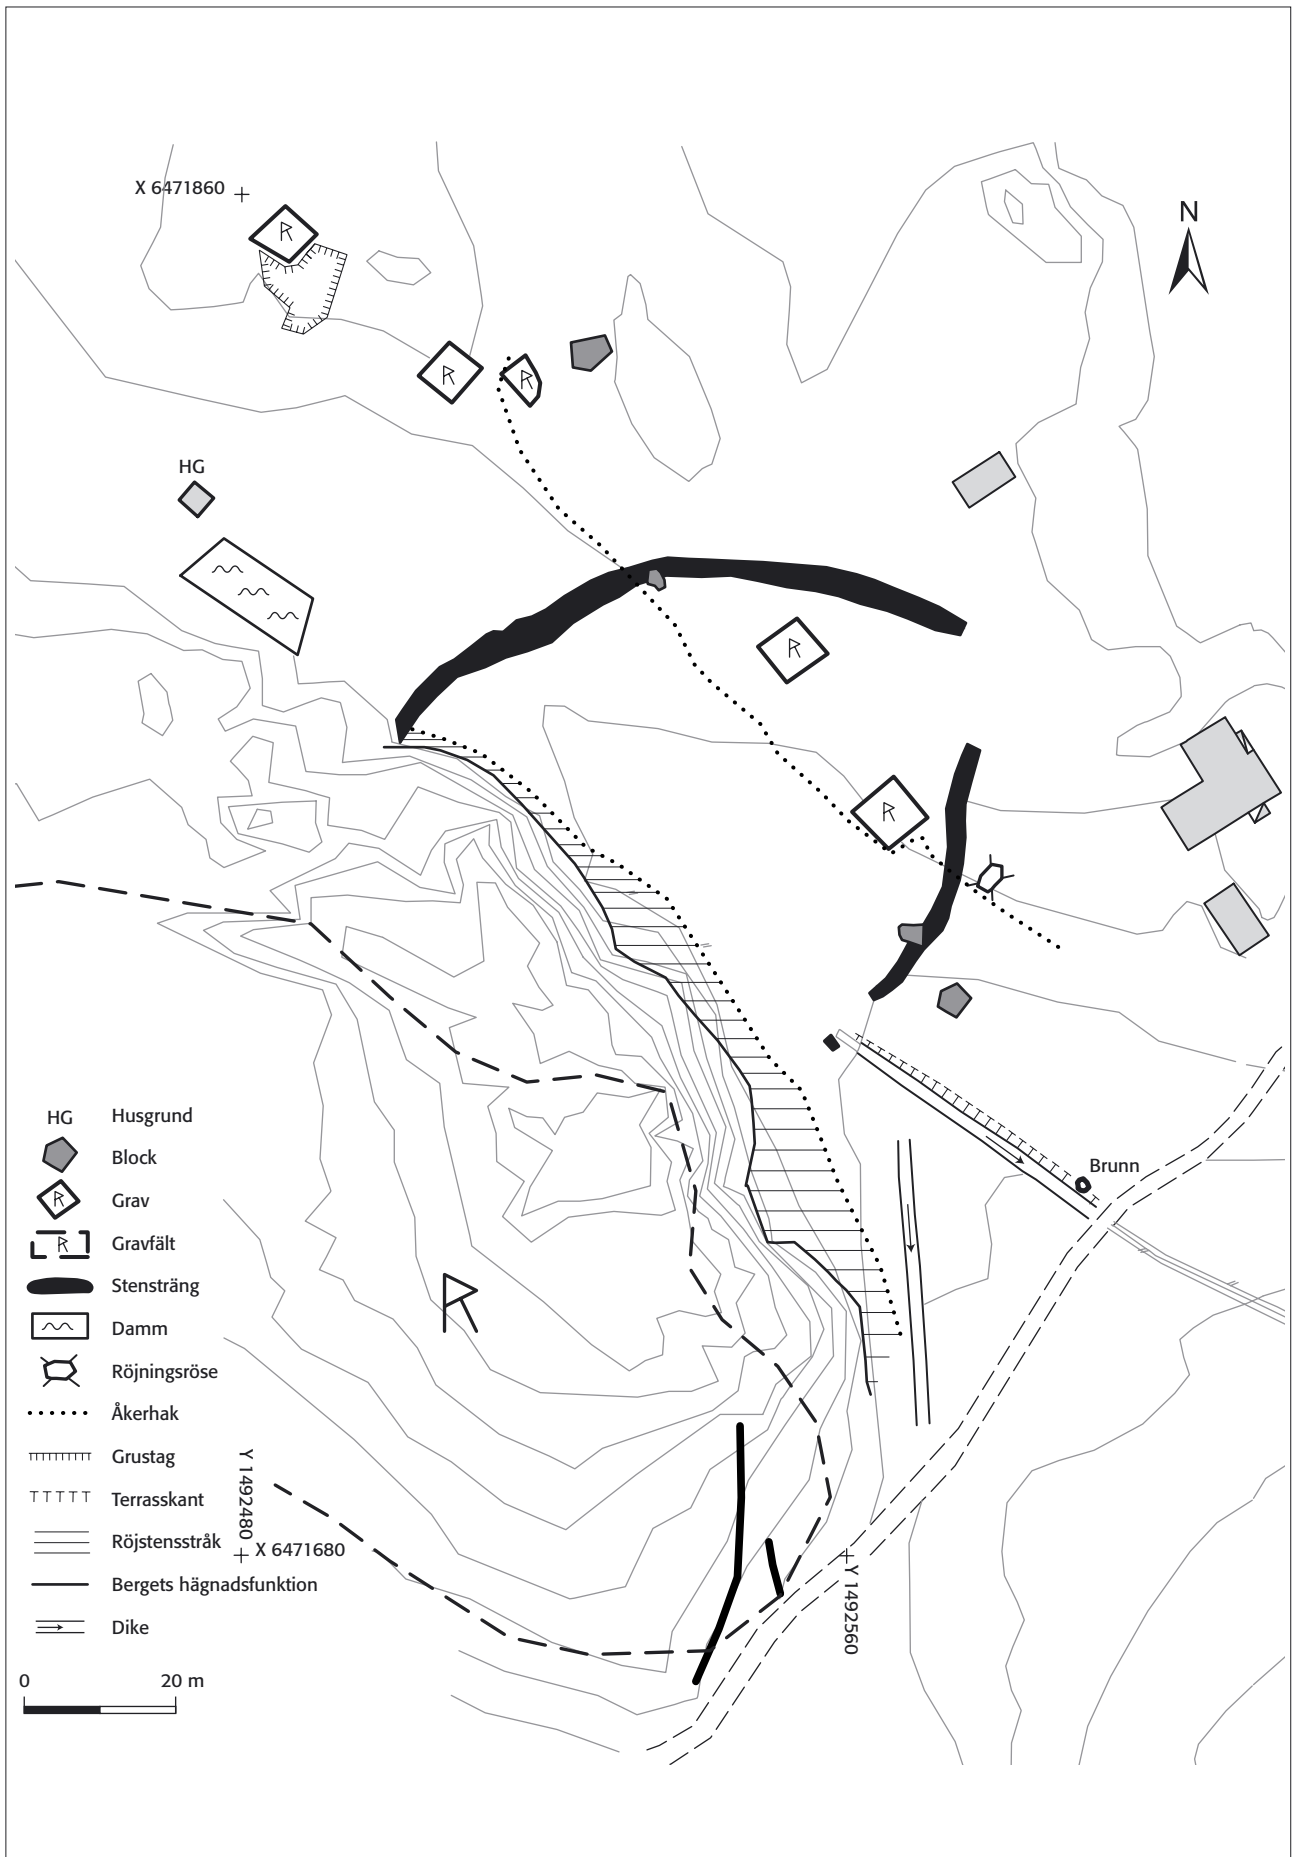 X 6471860
N
HG
Brunn
HG Husgrund
Block
R Grav
R Gravfält
Stensträng
Damm
Röjningsröse
Åkerhak
Grustag
Terrasskant
Röjstensstråk
Bergets hägnadsfunktion
Dike
Y 1492480
X 6471680
Y 1492560
0 20 m
R
R
R
R
R
R